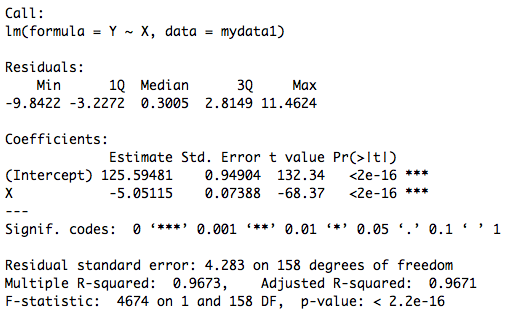 Call:
lm(formula = Y ~ X, data = mydata1)
Residuals:
Min 1Q Median 3Q Max
-9.8422 -3.2272 0.3005 2.8149 11.4624
Coefficients:
Estimate Std. Error t value Pr(>|t|)
(Intercept) 125.59481 0.94904 132.34 <2e-16 ***
X -5.05115 0.07388 -68.37 <2e-16 ***
---
Signif. codes: 0 ‘***’ 0.001 ‘**’ 0.01 ‘*’ 0.05 ‘.’ 0.1 ‘ ’ 1
Residual standard error: 4.283 on 158 degrees of freedom
Multiple R-squared: 0.9673, Adjusted R-squared: 0.9671
F-statistic: 4674 on 1 and 158 DF, p-value: < 2.2e-16